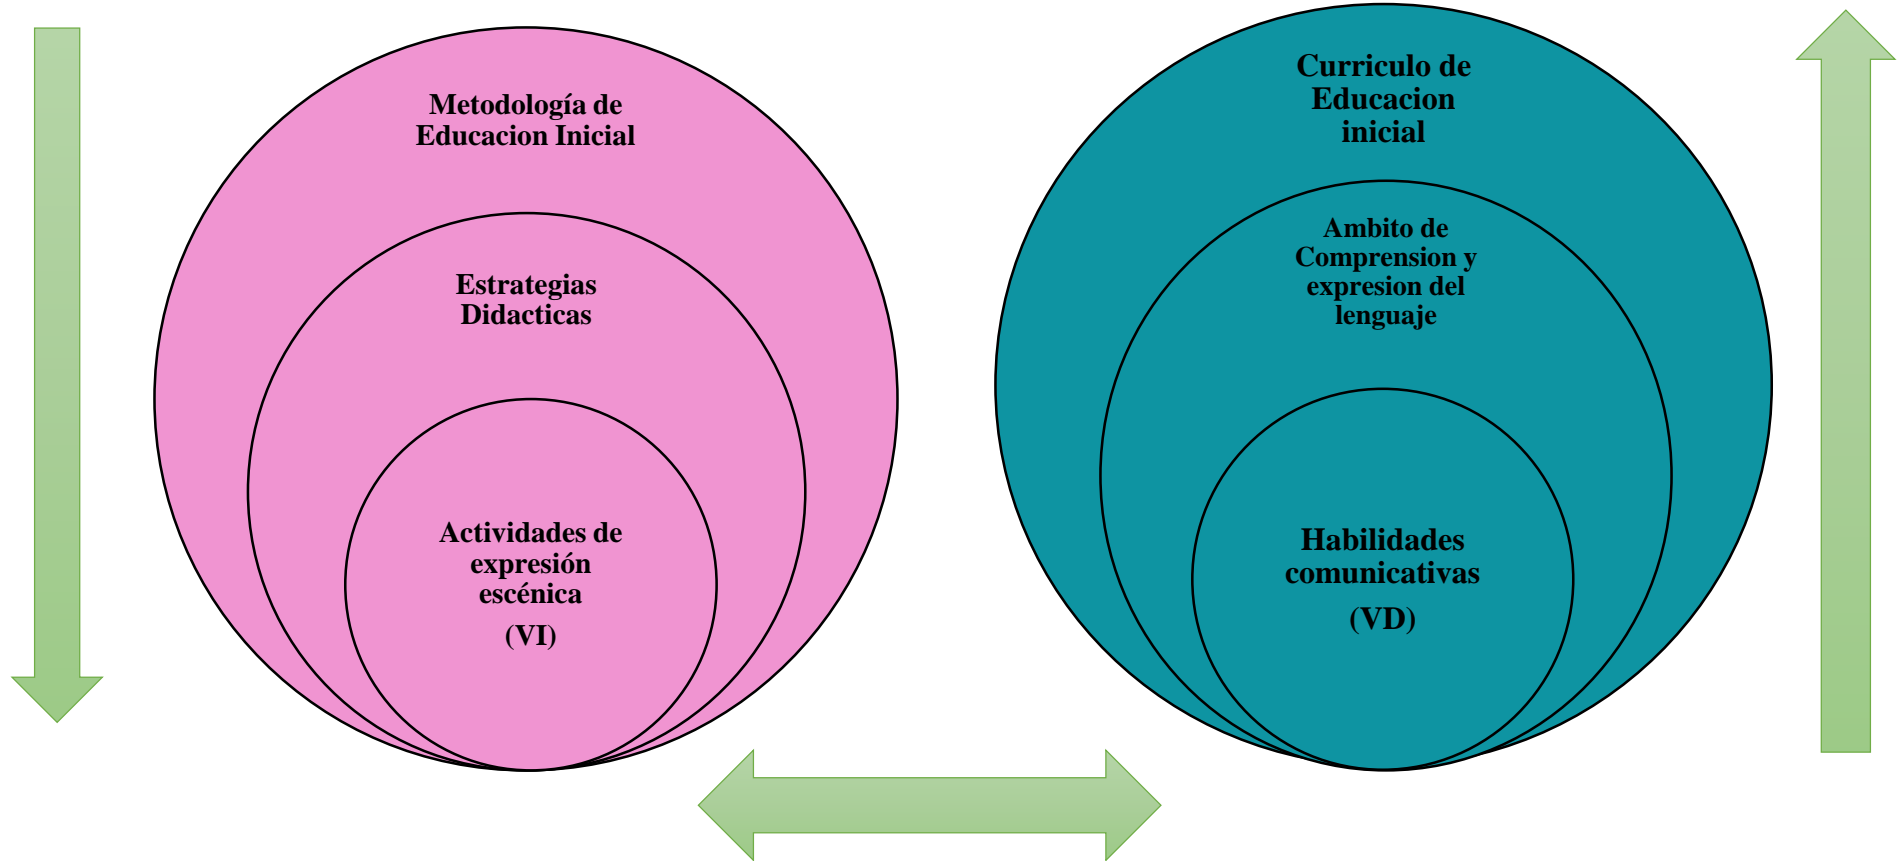 Metodología de
Educacion Inicial
Estrategias
Didacticas
Actividades de
expresión
escénica
(VI)
Curriculo de
Educacion
inicial
Ambito de
Comprension y
expresion del
lenguaje
Habilidades
comunicativas
(VD)